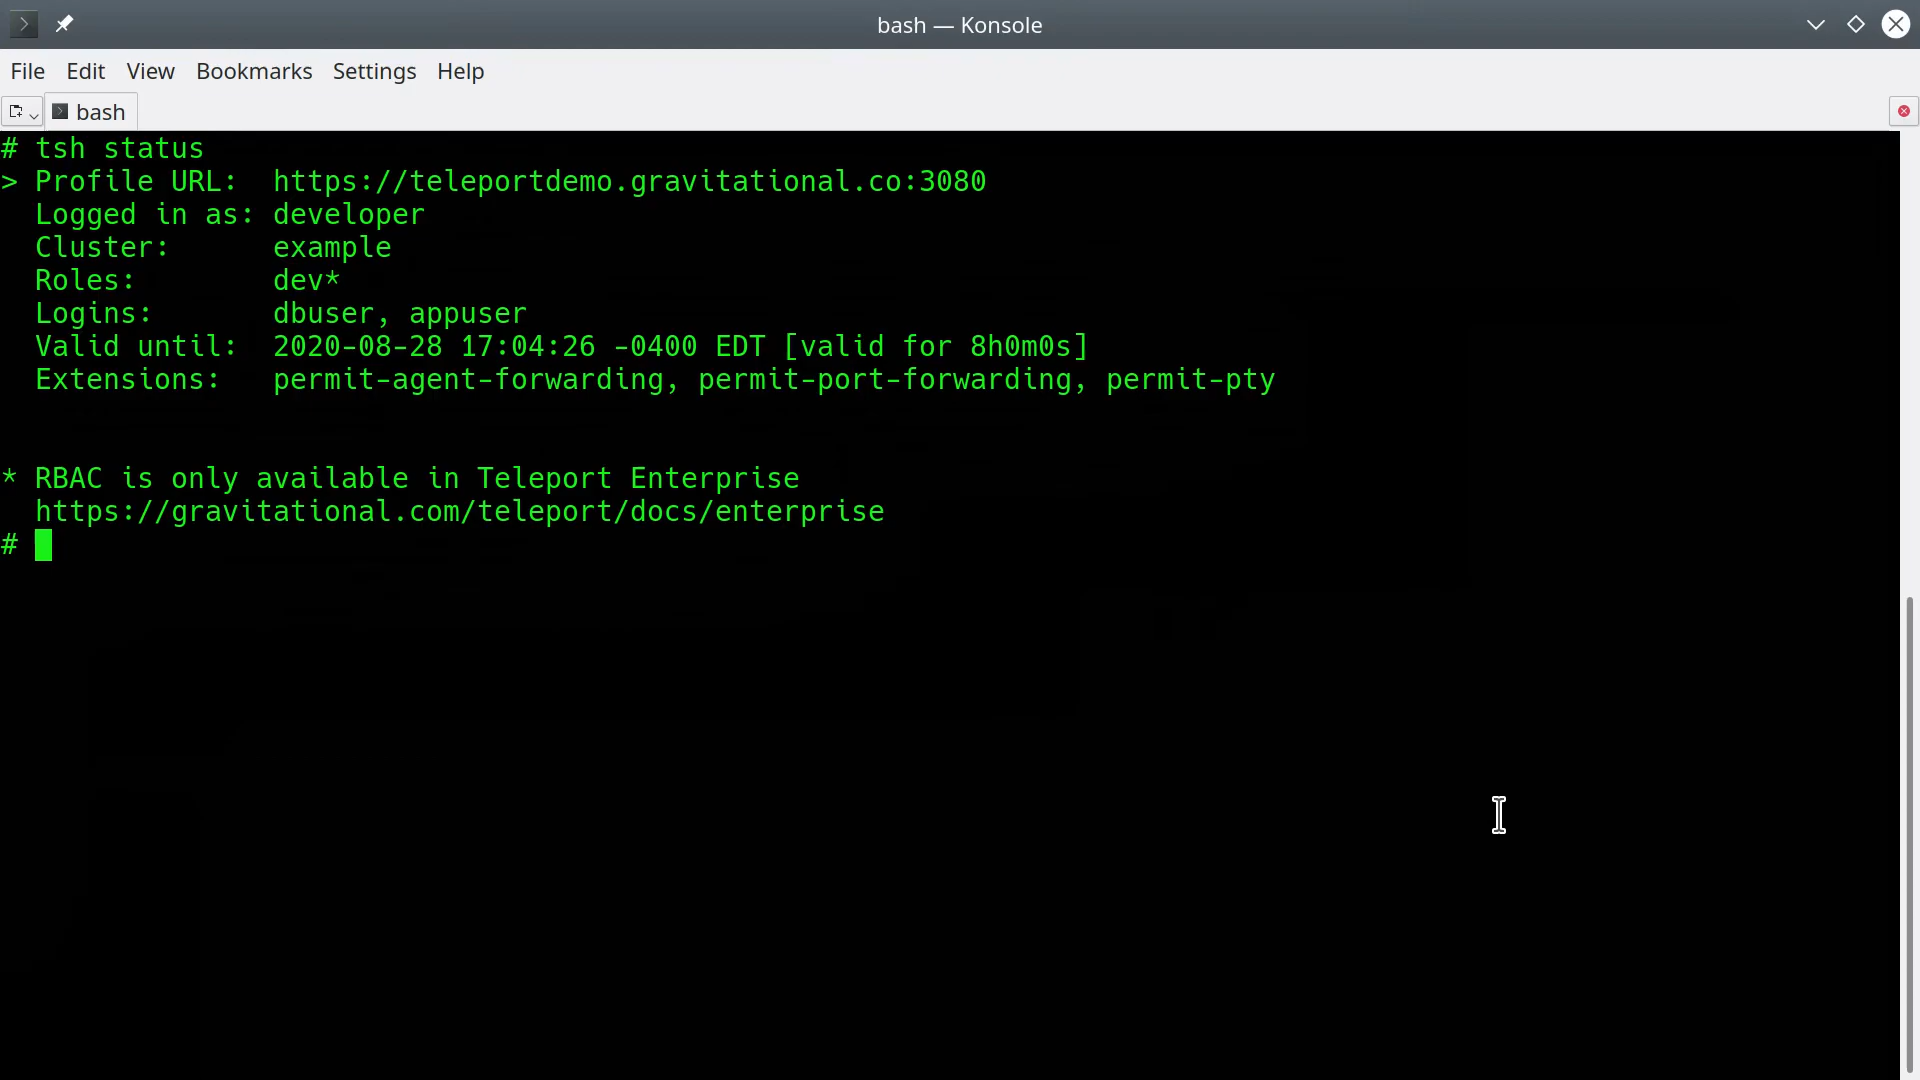 bash — Konsole
File Edit View Bookmarks Settings Help
bash
# tsh status
> Profile URL:  https://teleportdemo.gravitational.co:3080
  Logged in as: developer
  Cluster:      example
  Roles:        dev*
  Logins:       dbuser, appuser
  Valid until:  2020-08-28 17:04:26 -0400 EDT [valid for 8h0m0s]
  Extensions:   permit-agent-forwarding, permit-port-forwarding, permit-pty
* RBAC is only available in Teleport Enterprise
  https://gravitational.com/teleport/docs/enterprise
#